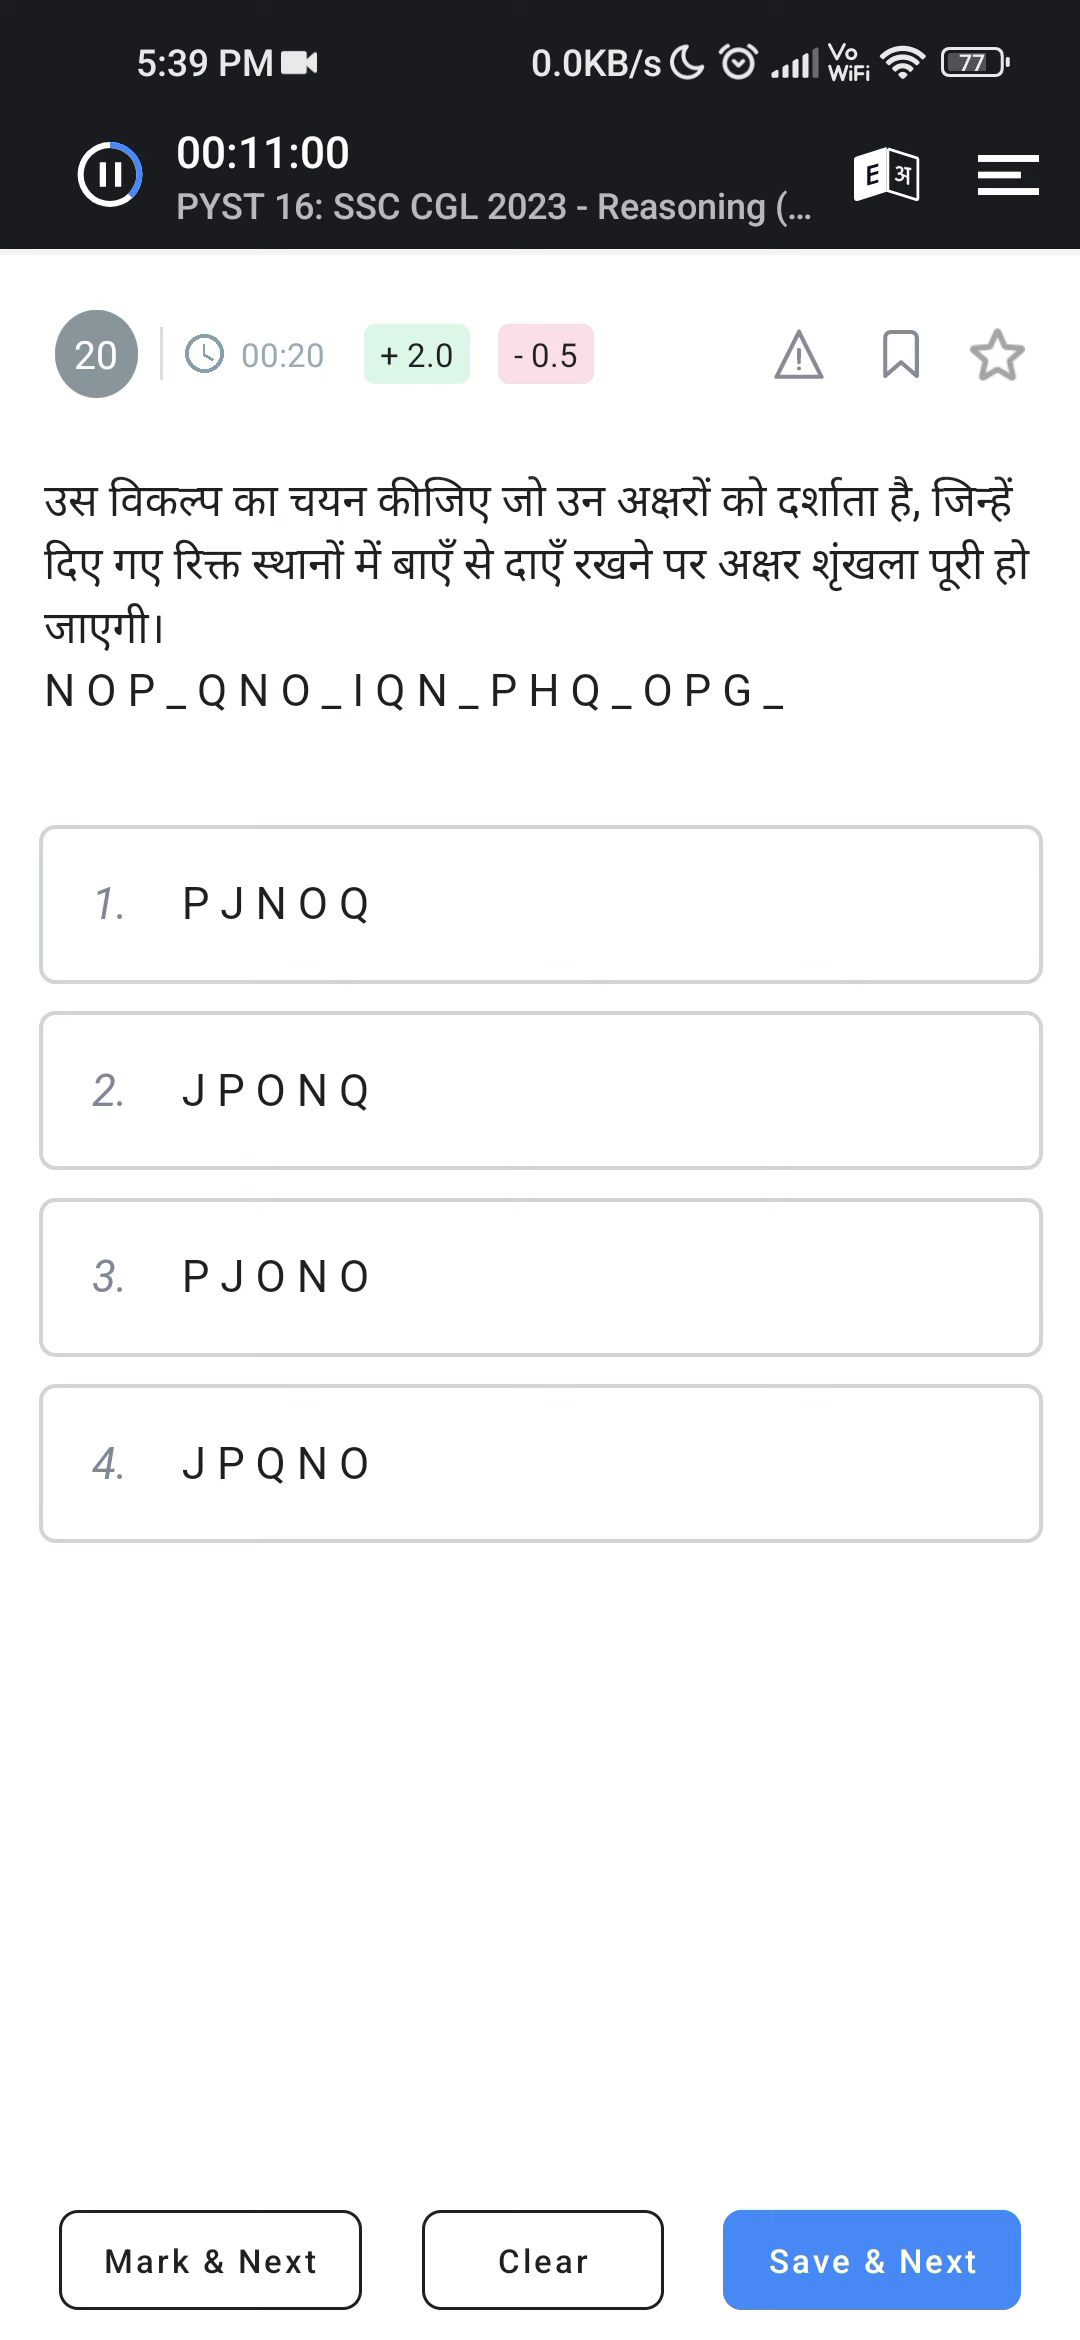 5:39 PM 0.0KB/s Vo WiFi 77
00:11:00
PYST 16: SSC CGL 2023 - Reasoning (...
E अ
20 00:20 + 2.0 - 0.5
उस विकल्प का चयन कीजिए जो उन अक्षरों को दर्शाता है, जिन्हें
दिए गए रिक्त स्थानों में बाएँ से दाएँ रखने पर अक्षर शृंखला पूरी हो
जाएगी।
N O P _ Q N O _ I Q N _ P H Q _ O P G _
1. P J N O Q
2. J P O N Q
3. P J O N O
4. J P Q N O
Mark & Next Clear Save & Next